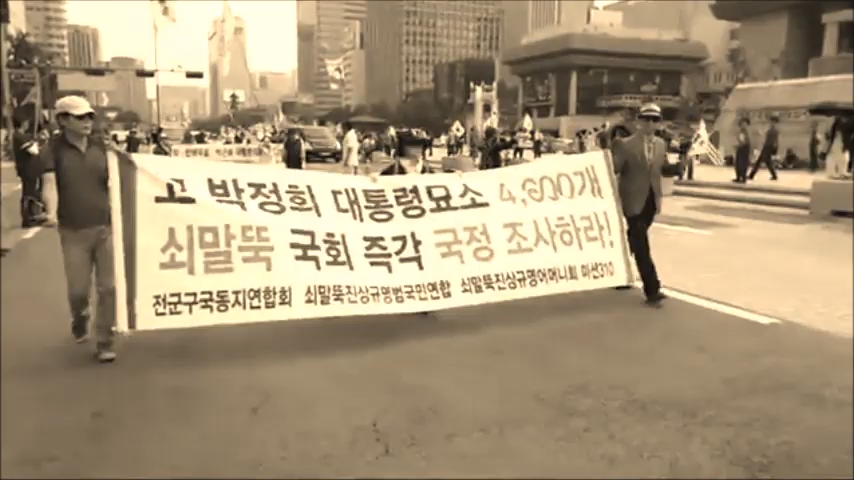 고 박정희 대통령묘소 4,600개
쇠말뚝 국회 즉각 국정 조사하라!
전군구국동지연합회 쇠말뚝진상규명범국민연합 쇠말뚝진상규명어머니회 미션310